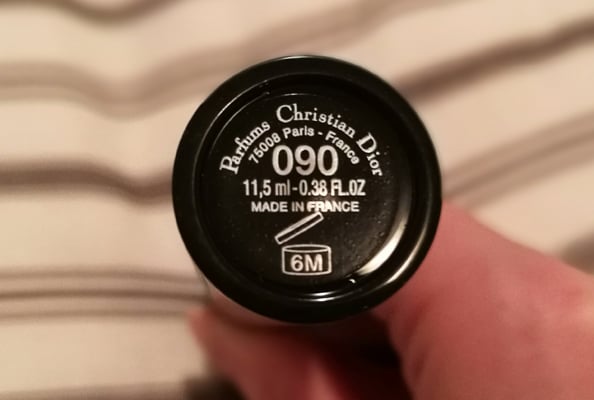 Parfums Christian Dior
75008 Paris - France
090
11,5 ml - 0.38 FL.OZ
MADE IN FRANCE
6M